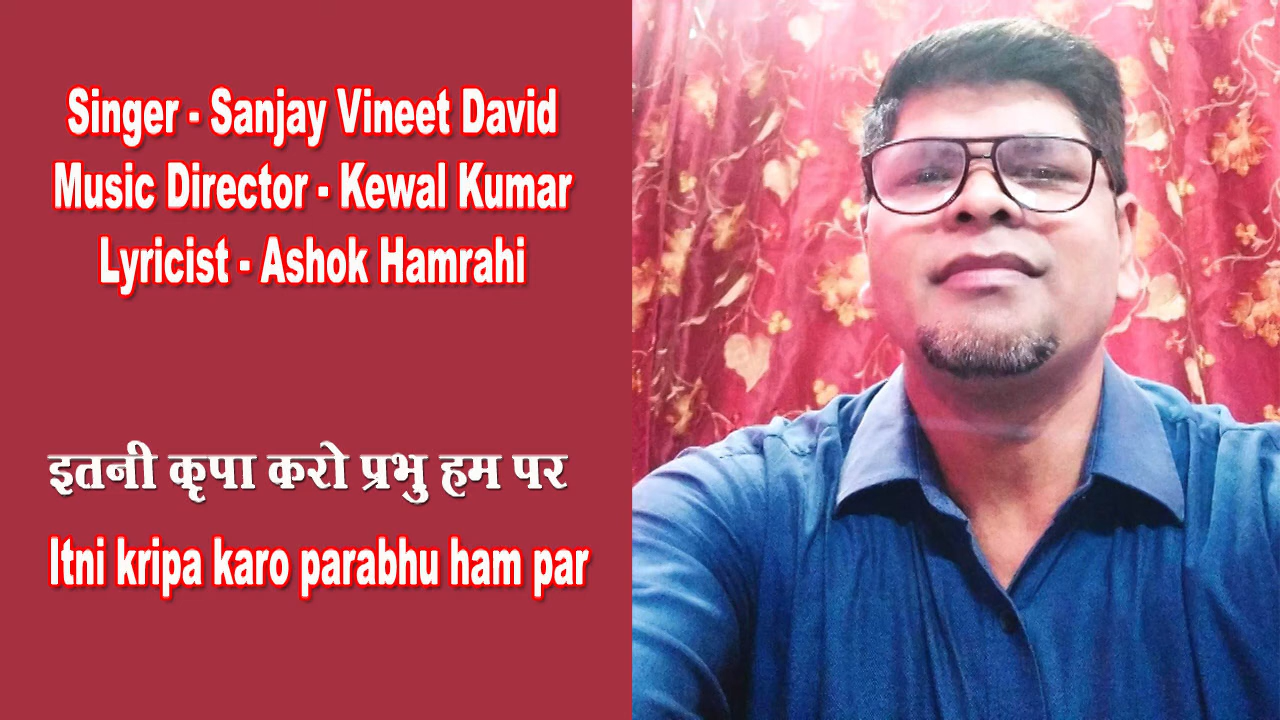 Singer - Sanjay Vineet David
Music Director - Kewal Kumar
Lyricist - Ashok Hamrahi
इतनी कृपा करो प्रभु हम पर
Itni kripa karo parabhu ham par